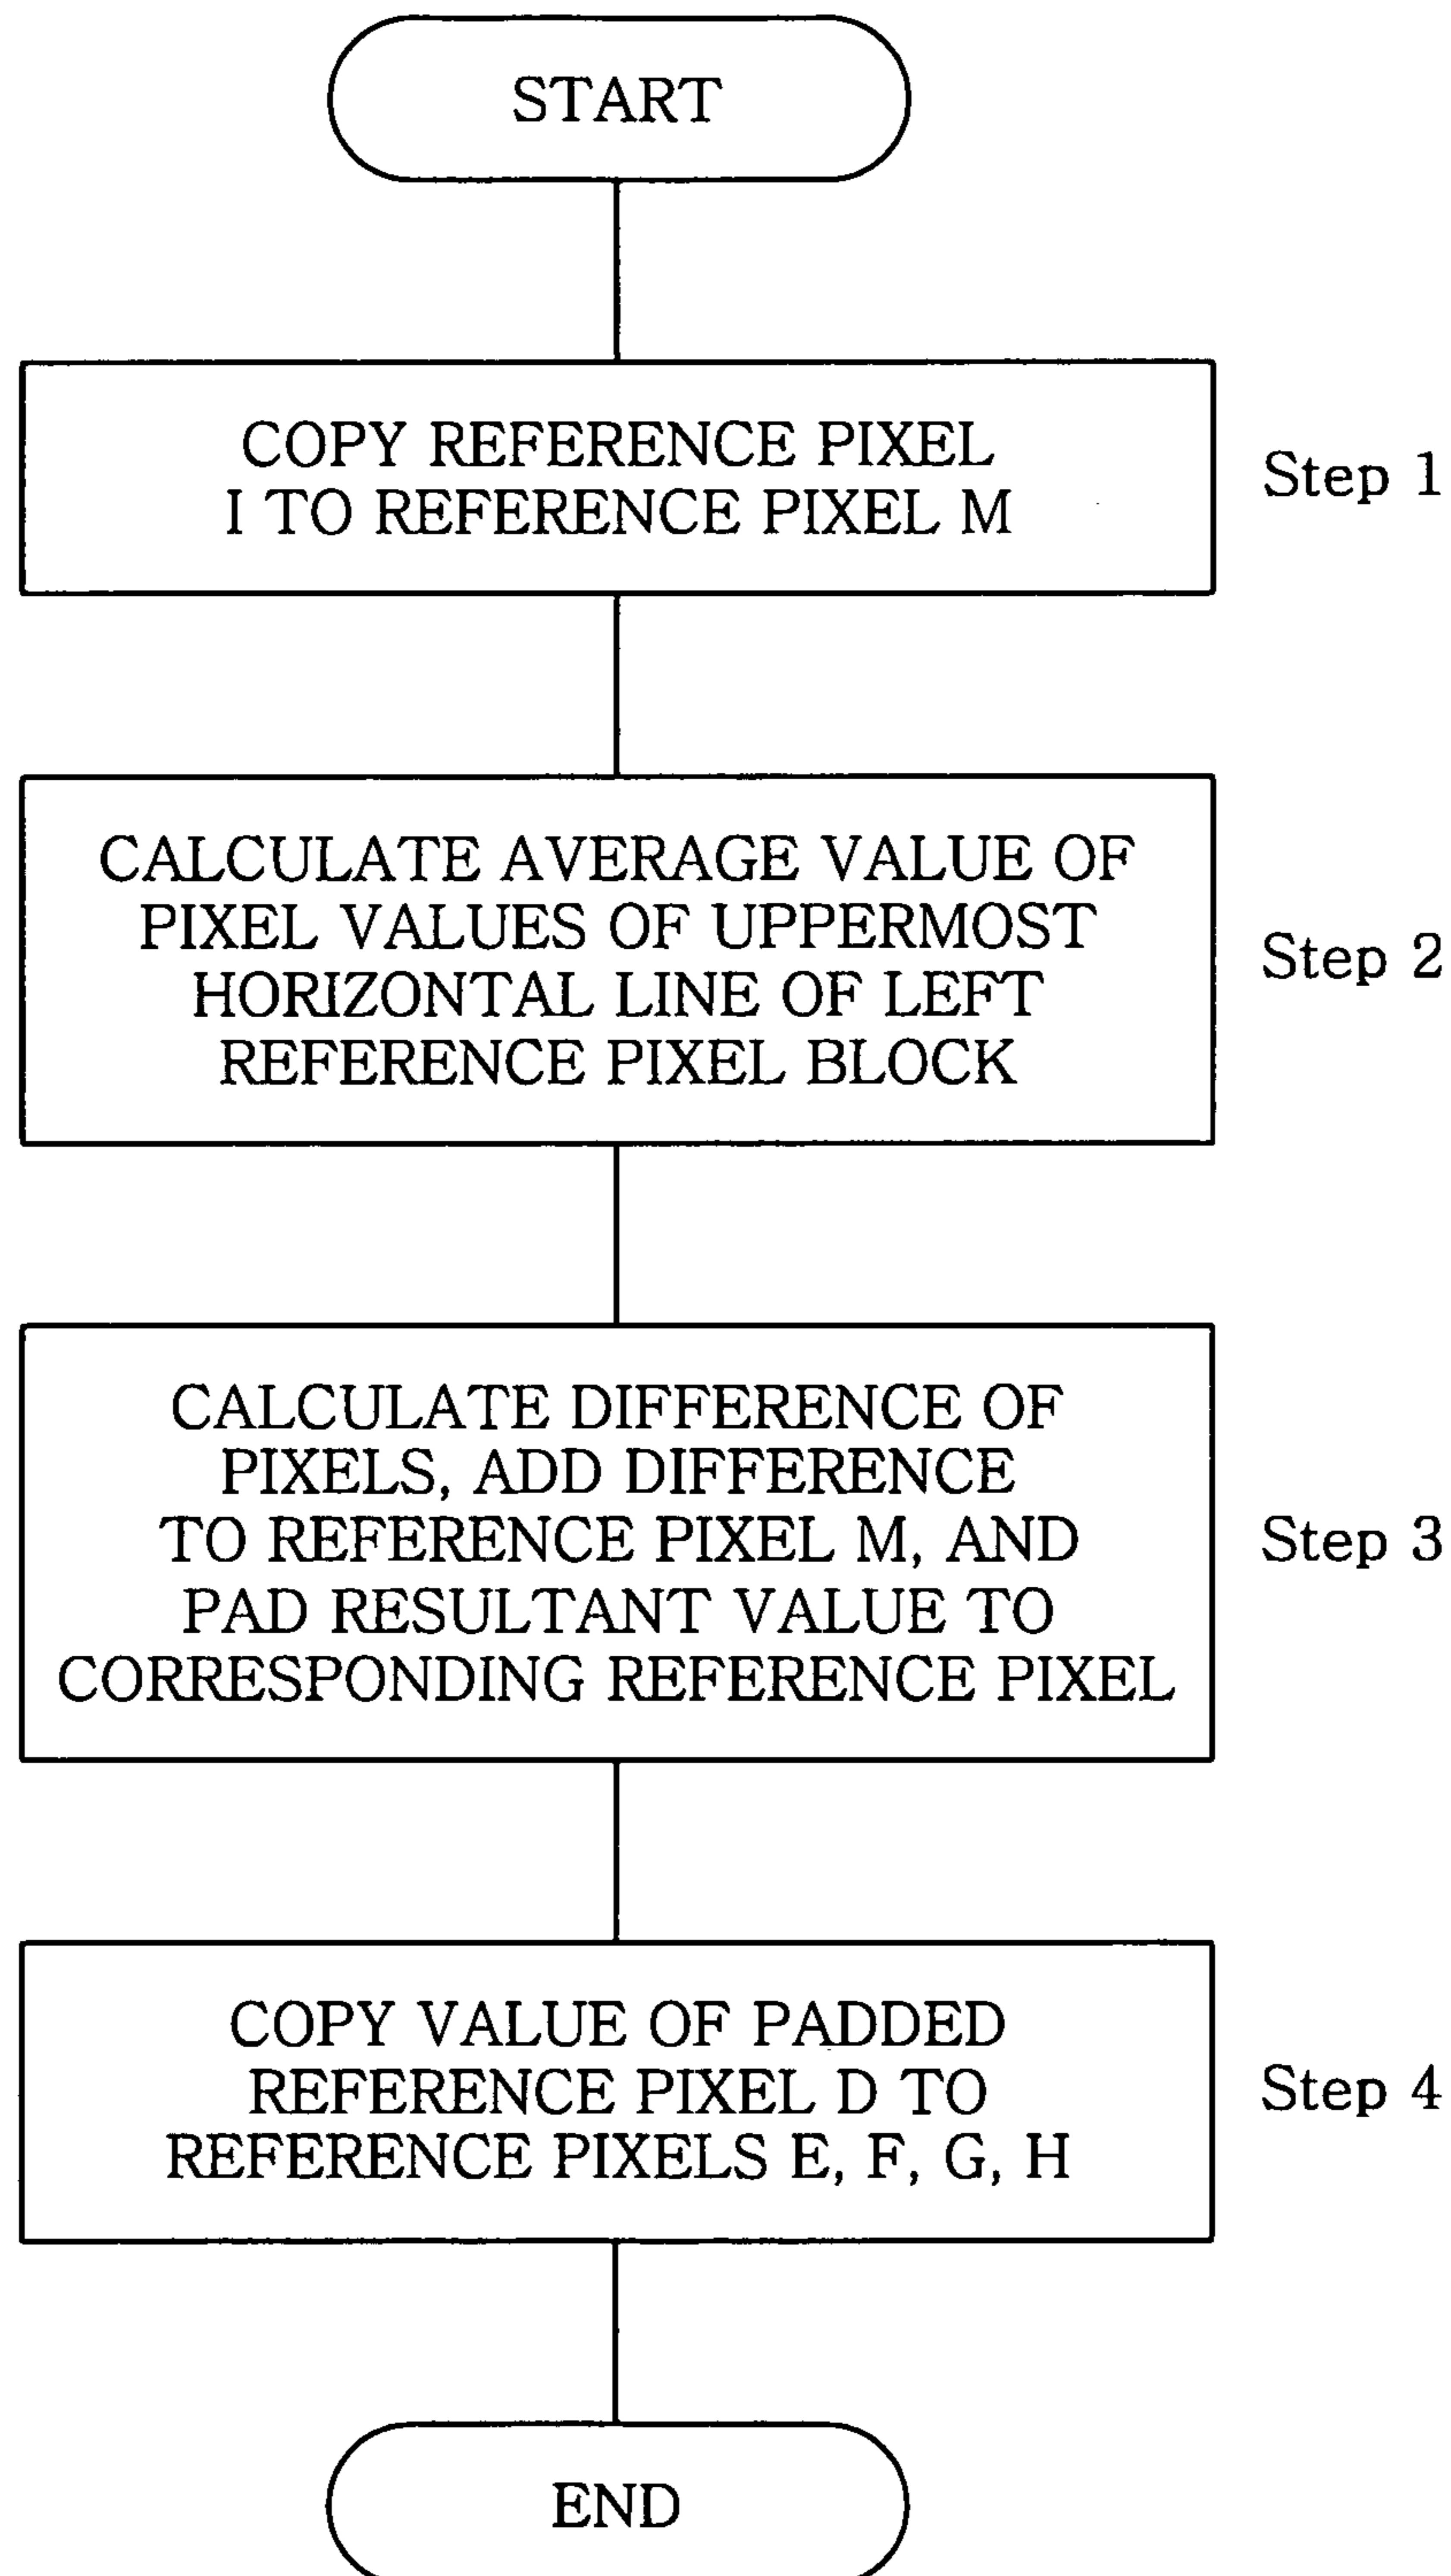 START
COPY REFERENCE PIXEL
I TO REFERENCE PIXEL M
Step 1
CALCULATE AVERAGE VALUE OF
PIXEL VALUES OF UPPERMOST
HORIZONTAL LINE OF LEFT
REFERENCE PIXEL BLOCK
Step 2
CALCULATE DIFFERENCE OF
PIXELS, ADD DIFFERENCE
TO REFERENCE PIXEL M, AND
PAD RESULTANT VALUE TO
CORRESPONDING REFERENCE PIXEL
Step 3
COPY VALUE OF PADDED
REFERENCE PIXEL D TO
REFERENCE PIXELS E, F, G, H
Step 4
END